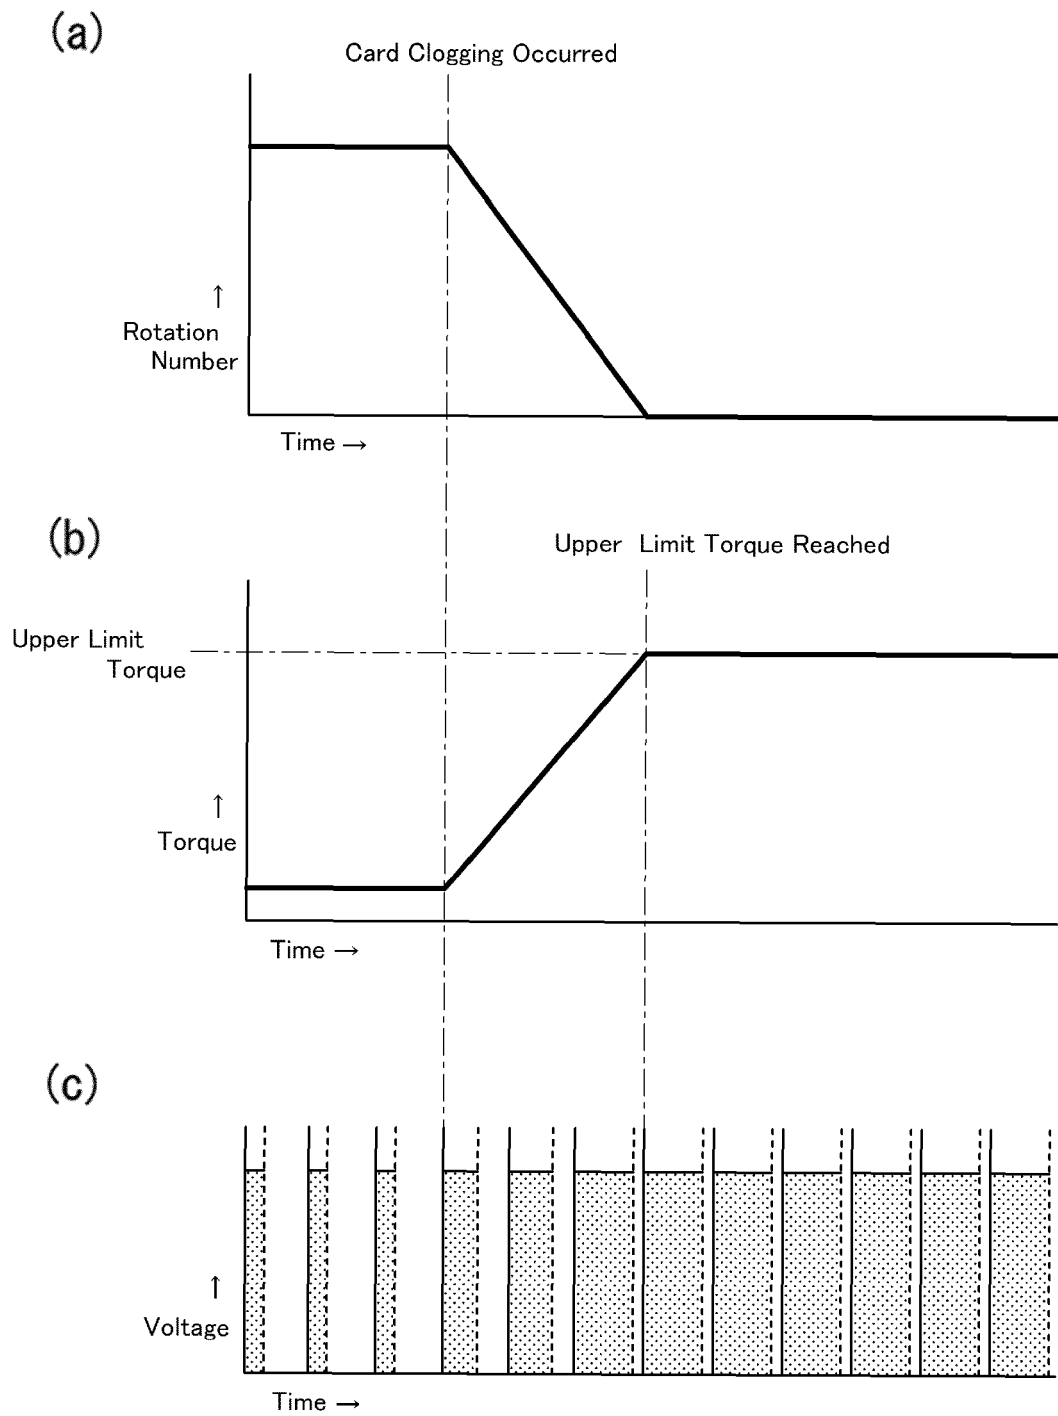 (a)
Card Clogging Occurred
↑
Rotation
Number
Time →
(b)
Upper Limit Torque Reached
Upper Limit
Torque
↑
Torque
Time →
(c)
↑
Voltage
Time →